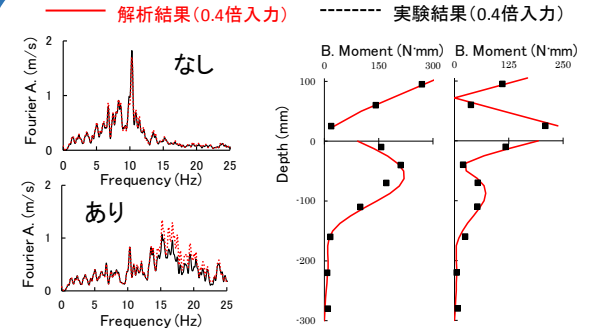 解析結果(0.4倍入力)
実験結果(0.4倍入力)
Fourier A. (m/s)
2
1
0
なし
0 5 10 15 20 25
Frequency (Hz)
Fourier A. (m/s)
2
1
0
あり
0 5 10 15 20 25
Frequency (Hz)
B. Moment (N·mm)
0 150 300
B. Moment (N·mm)
0 125 250
Depth (mm)
100
0
-100
-200
-300